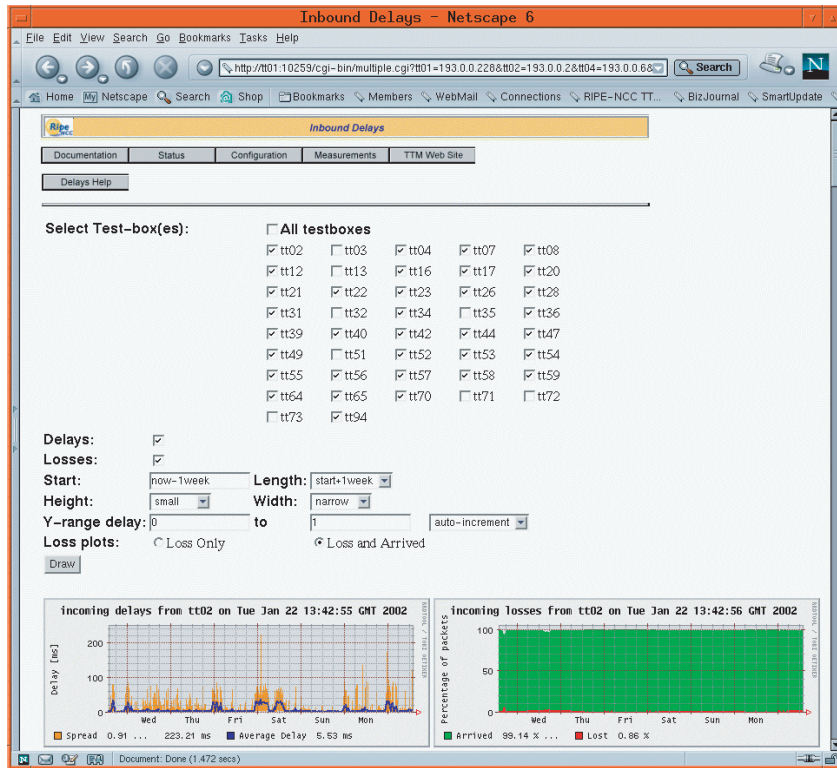 Inbound Delays - Netscape 6
File Edit View Search Go Bookmarks Tasks Help
http://tt01:10259/cgi-bin/multiple.cgi?tt01=193.0.0.228&tt02=193.0.0.2&tt04=193.0.0.6& Search N
Home My Netscape Search Shop Bookmarks Members WebMail Connections RIPE-NCC TT... BizJournal SmartUpdate
Ripe NCC Inbound Delays
Documentation Status Configuration Measurements TTM Web Site
Delays Help
Select Test-box(es): All testboxes
tt02 tt03 tt04 tt07 tt08
tt12 tt13 tt16 tt17 tt20
tt21 tt22 tt23 tt26 tt28
tt31 tt32 tt34 tt35 tt36
tt39 tt40 tt42 tt44 tt47
tt49 tt51 tt52 tt53 tt54
tt55 tt56 tt57 tt58 tt59
tt64 tt65 tt70 tt71 tt72
tt73 tt94
Delays:
Losses:
Start: now-1week Length: start+1week
Height: small Width: narrow
Y-range delay: 0 to 1 auto-increment
Loss plots: Loss Only Loss and Arrived
Draw
incoming delays from tt02 on Tue Jan 22 13:42:55 GMT 2002
Delay [ms]
200
100
0
Wed Thu Fri Sat Sun Mon
Spread 0.91 ... 223.21 ms Average Delay 5.53 ms
RRDTOOL / TOBI OETIKER
incoming losses from tt02 on Tue Jan 22 13:42:56 GMT 2002
Percentage of packets
100
50
0
Wed Thu Fri Sat Sun Mon
Arrived 99.14 % ... Lost 0.86 %
RRDTOOL / TOBI OETIKER
N Document: Done (1.472 secs)